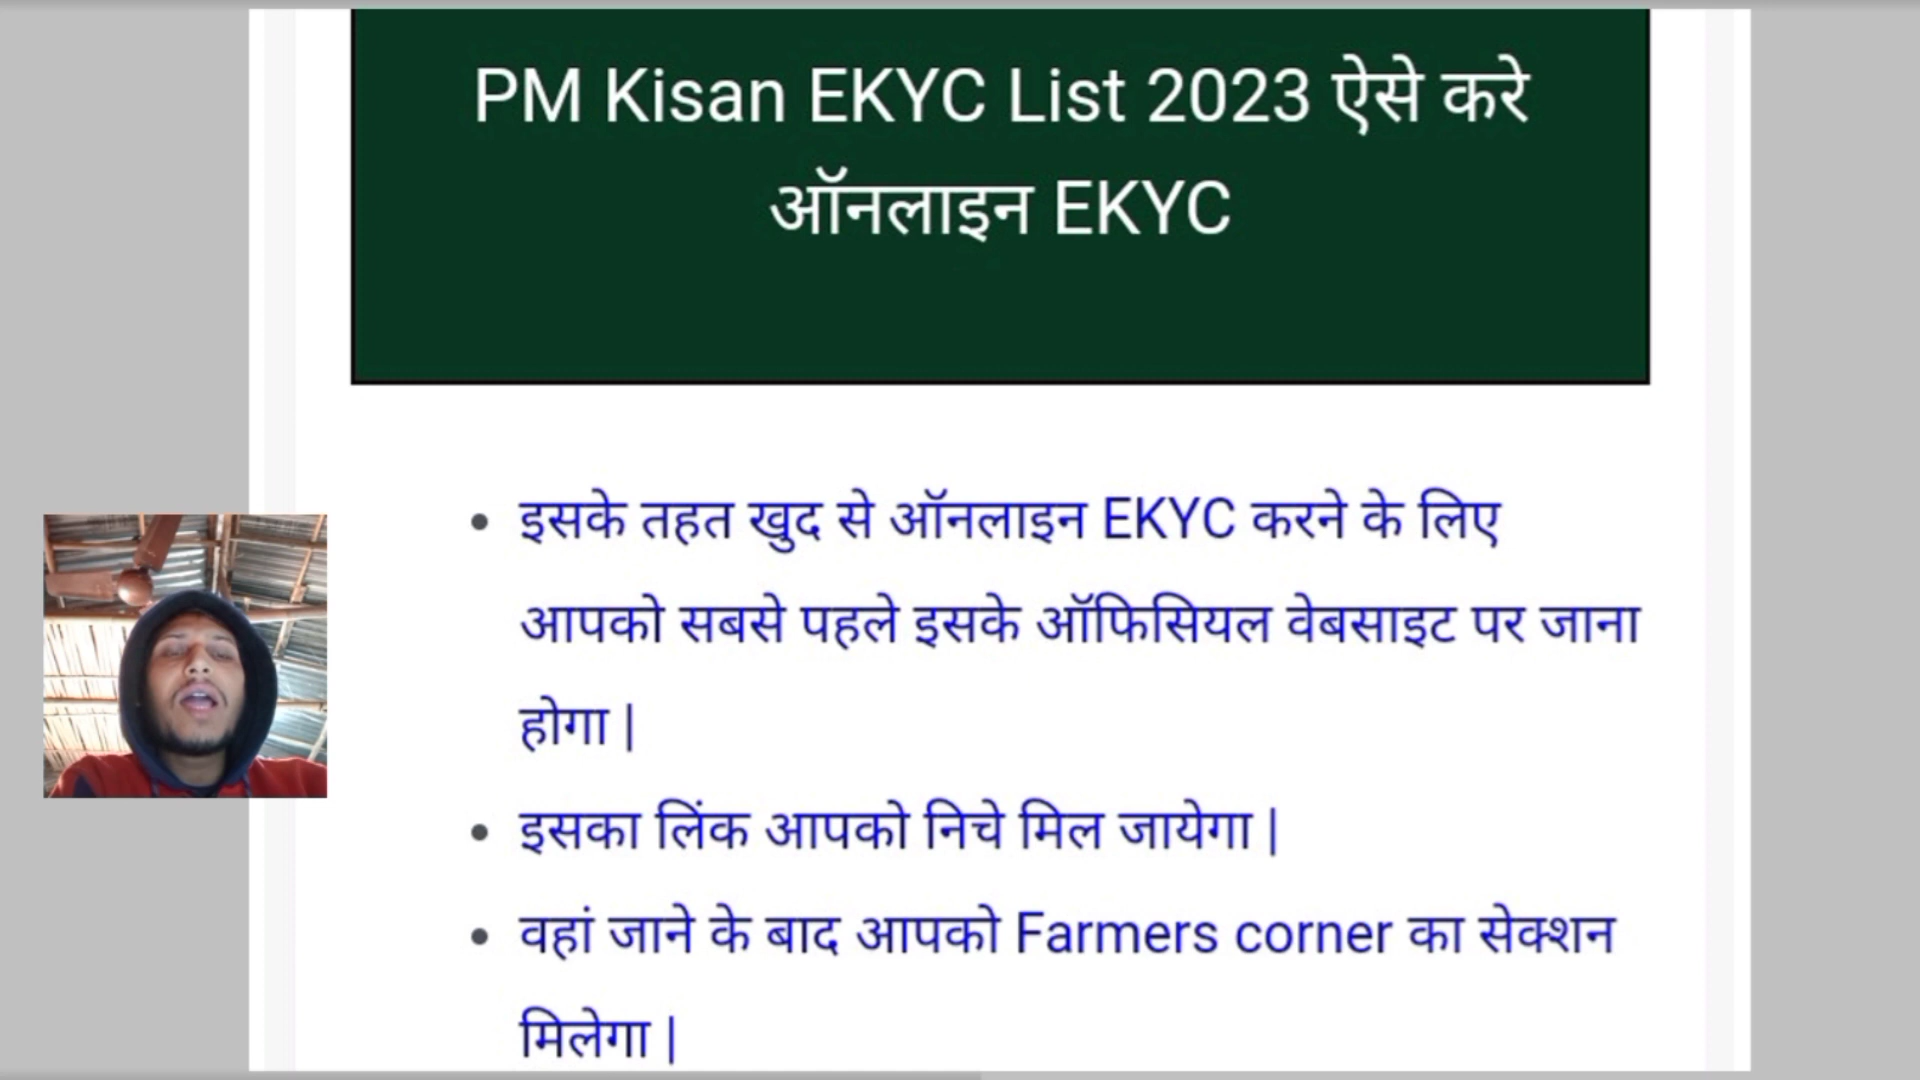 PM Kisan EKYC List 2023 ऐसे करे
ऑनलाइन EKYC
इसके तहत खुद से ऑनलाइन EKYC करने के लिए
आपको सबसे पहले इसके ऑफिसियल वेबसाइट पर जाना
होगा |
इसका लिंक आपको निचे मिल जायेगा |
वहां जाने के बाद आपको Farmers corner का सेक्शन
मिलेगा |